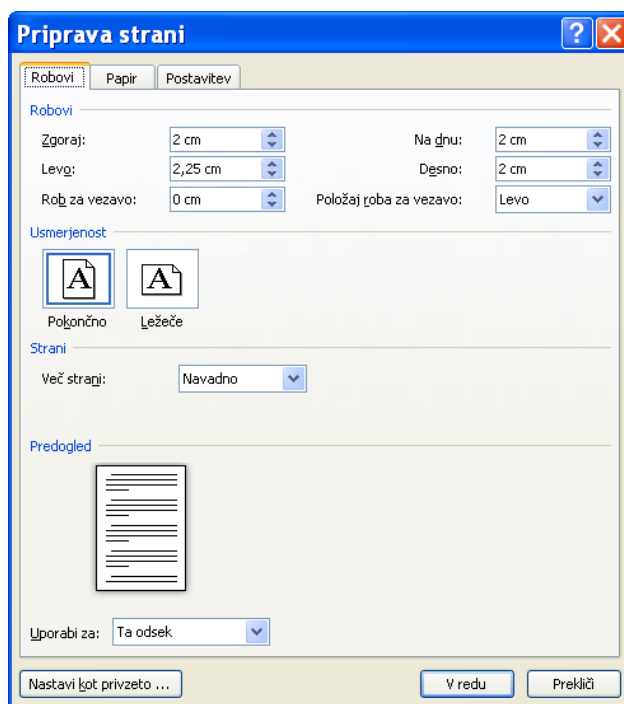 Priprava strani
Robovi Papir Postavitev
Robovi
Zgoraj: 2 cm Na dnu: 2 cm
Levo: 2,25 cm Desno: 2 cm
Rob za vezavo: 0 cm Položaj roba za vezavo: Levo
Usmerjenost
A A
Pokončno Ležeče
Strani
Več strani: Navadno
Predogled
Uporabi za: Ta odsek
Nastavi kot privzeto ... V redu Prekliči